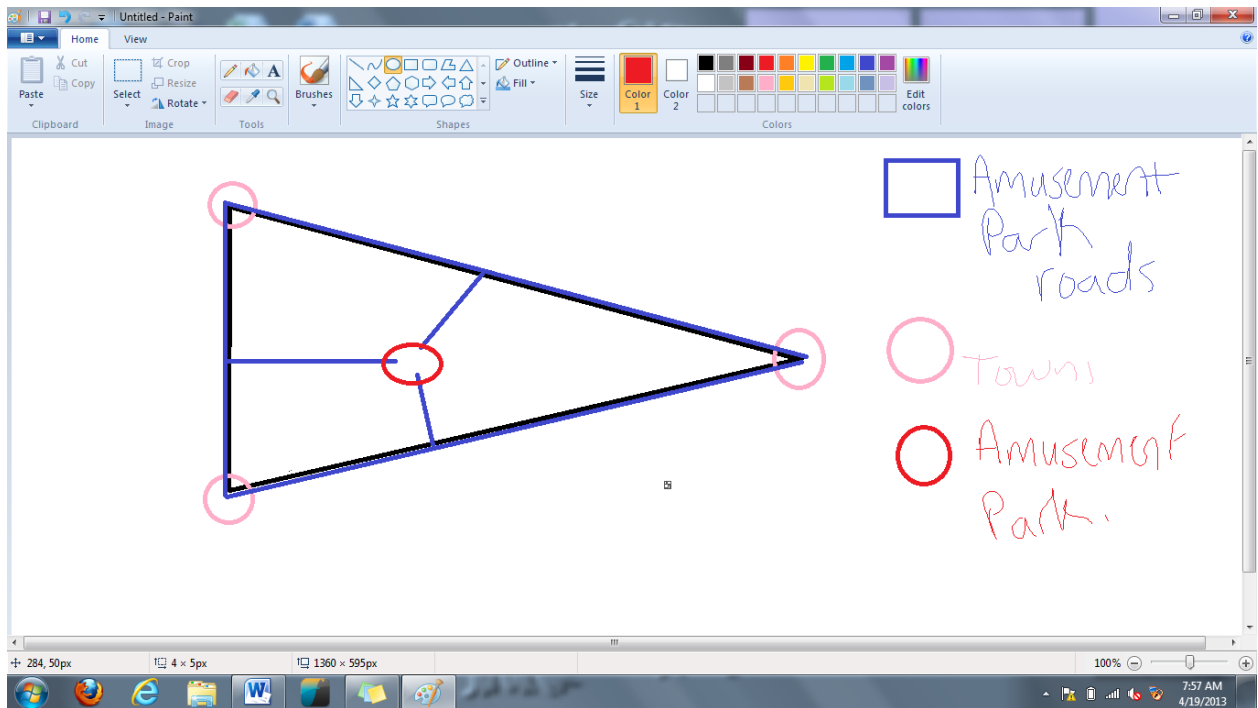 Untitled - Paint
Home View
Cut
Copy
Paste
Clipboard
Crop
Resize
Rotate
Select
Image
A
Tools
Brushes
Outline
Fill
Shapes
Size
Color 1
Color 2
Edit colors
Colors
Amusement
Park
roads
Towns
Amusement
Park.
284, 50px
4 × 5px
1360 × 595px
100%
W
7:57 AM
4/19/2013